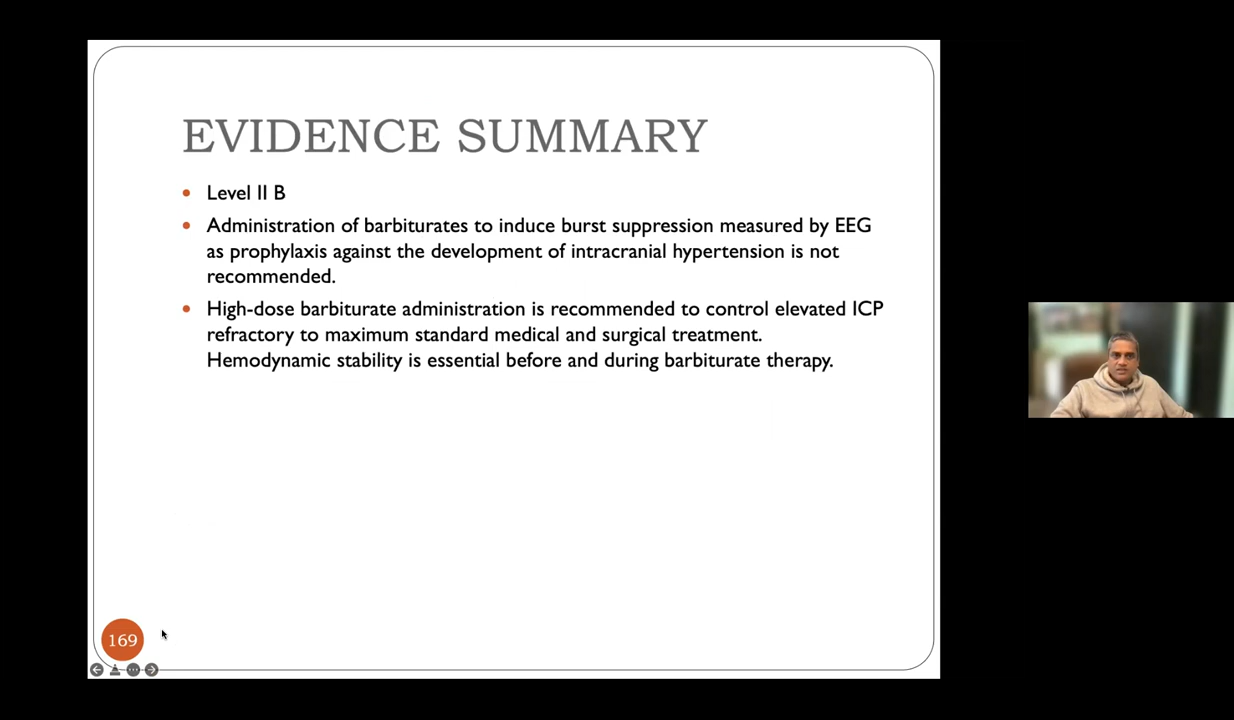 EVIDENCE SUMMARY
Level II B
Administration of barbiturates to induce burst suppression measured by EEG
as prophylaxis against the development of intracranial hypertension is not
recommended.
High-dose barbiturate administration is recommended to control elevated ICP
refractory to maximum standard medical and surgical treatment.
Hemodynamic stability is essential before and during barbiturate therapy.
169